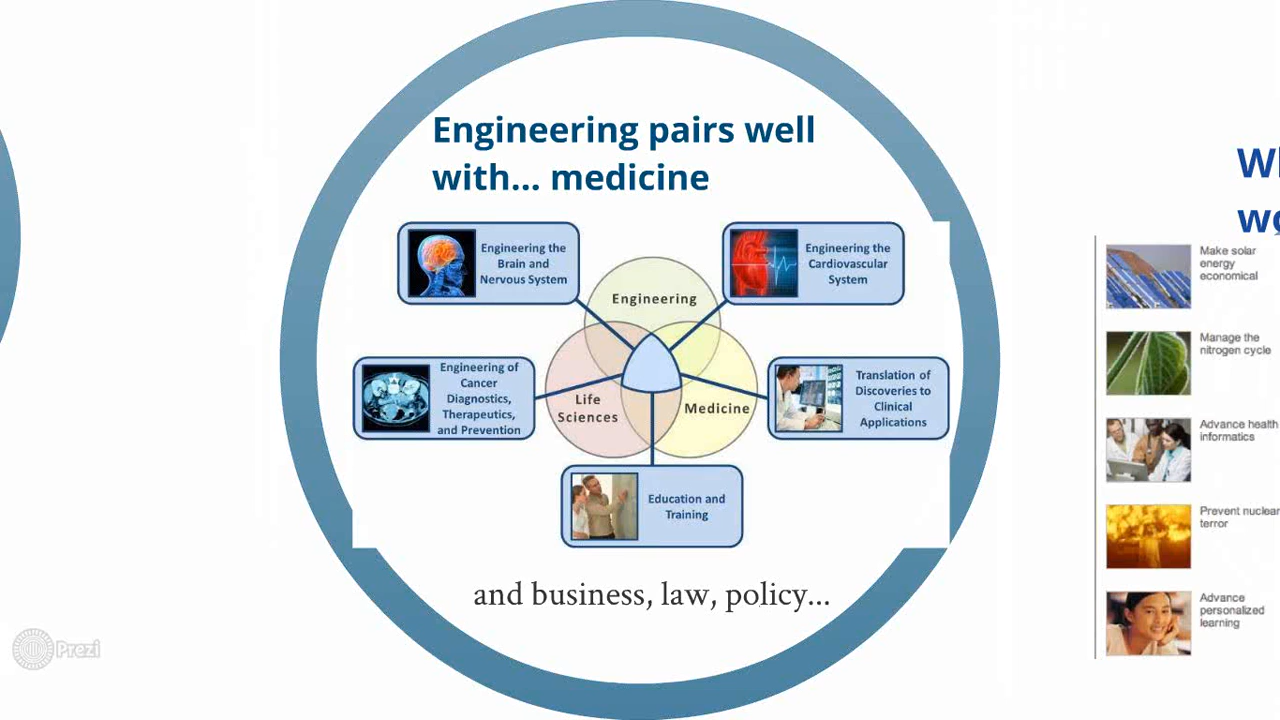 Engineering pairs well
with... medicine
Engineering the
Brain and
Nervous System
Engineering the
Cardiovascular
System
Engineering
Engineering of
Cancer
Diagnostics,
Therapeutics,
and Prevention
Life
Sciences
Medicine
Translation of
Discoveries to
Clinical
Applications
Education and
Training
and business, law, policy...
Make solar
energy
economical
Manage the
nitrogen cycle
Advance health
informatics
Prevent nuclear
terror
Advance
personalized
learning
Prezi